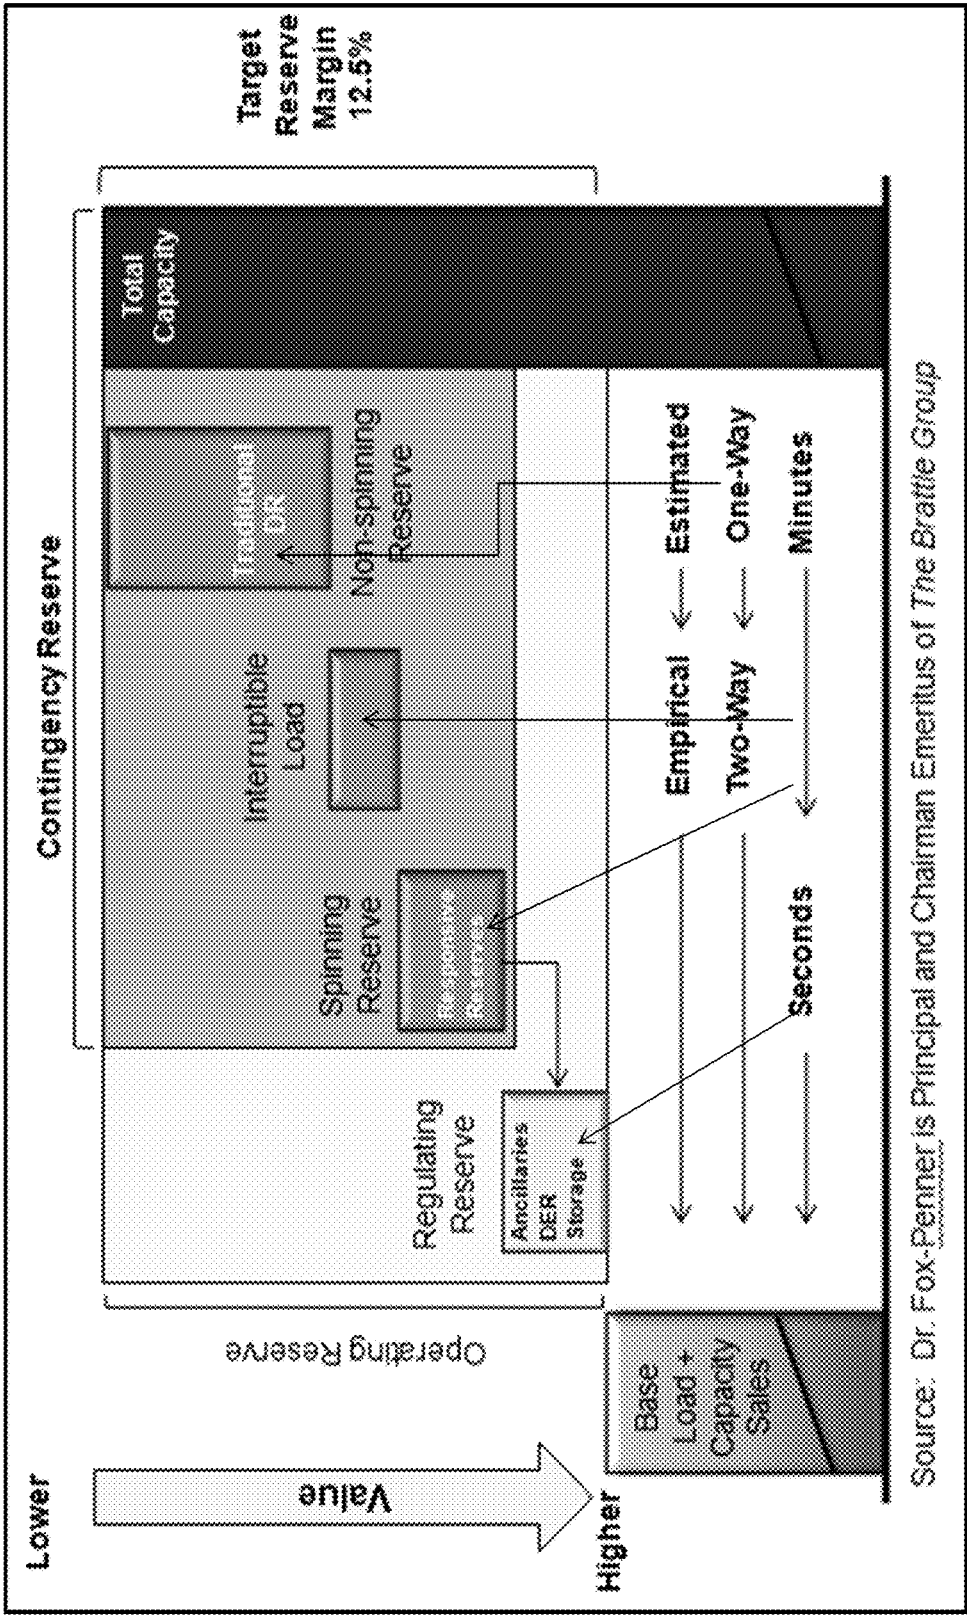 Contingency Reserve
Target
Reserve
Margin
12.5%
Lower
Value
Higher
Operating Reserve
Total
Capacity
Traditional
DR
Non-spinning
Reserve
Interruptible
Load
Spinning
Reserve
Regulating
Reserve
Ancillaries
DER
Storage
Base
Load +
Capacity
Sales
Empirical
Estimated
Two-Way
One-Way
Seconds
Minutes
Source: Dr. Fox-Penner is Principal and Chairman Emeritus of The Brattle Group